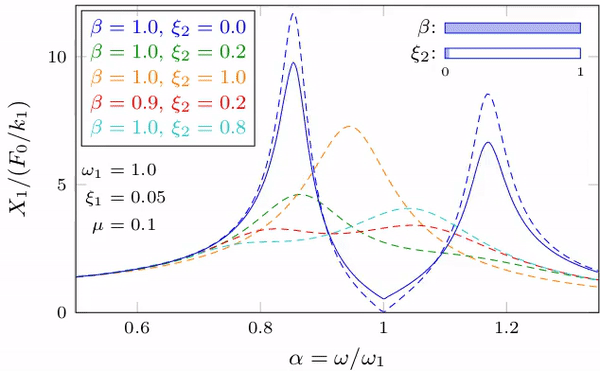 β = 1.0, ξ₂ = 0.0
β = 1.0, ξ₂ = 0.2
β = 1.0, ξ₂ = 1.0
β = 0.9, ξ₂ = 0.2
β = 1.0, ξ₂ = 0.8
β:
ξ₂:
0 1
ω₁ = 1.0
ξ₁ = 0.05
μ = 0.1
X₁/(F₀/k₁)
10
5
0
0.6 0.8 1 1.2
α = ω/ω₁